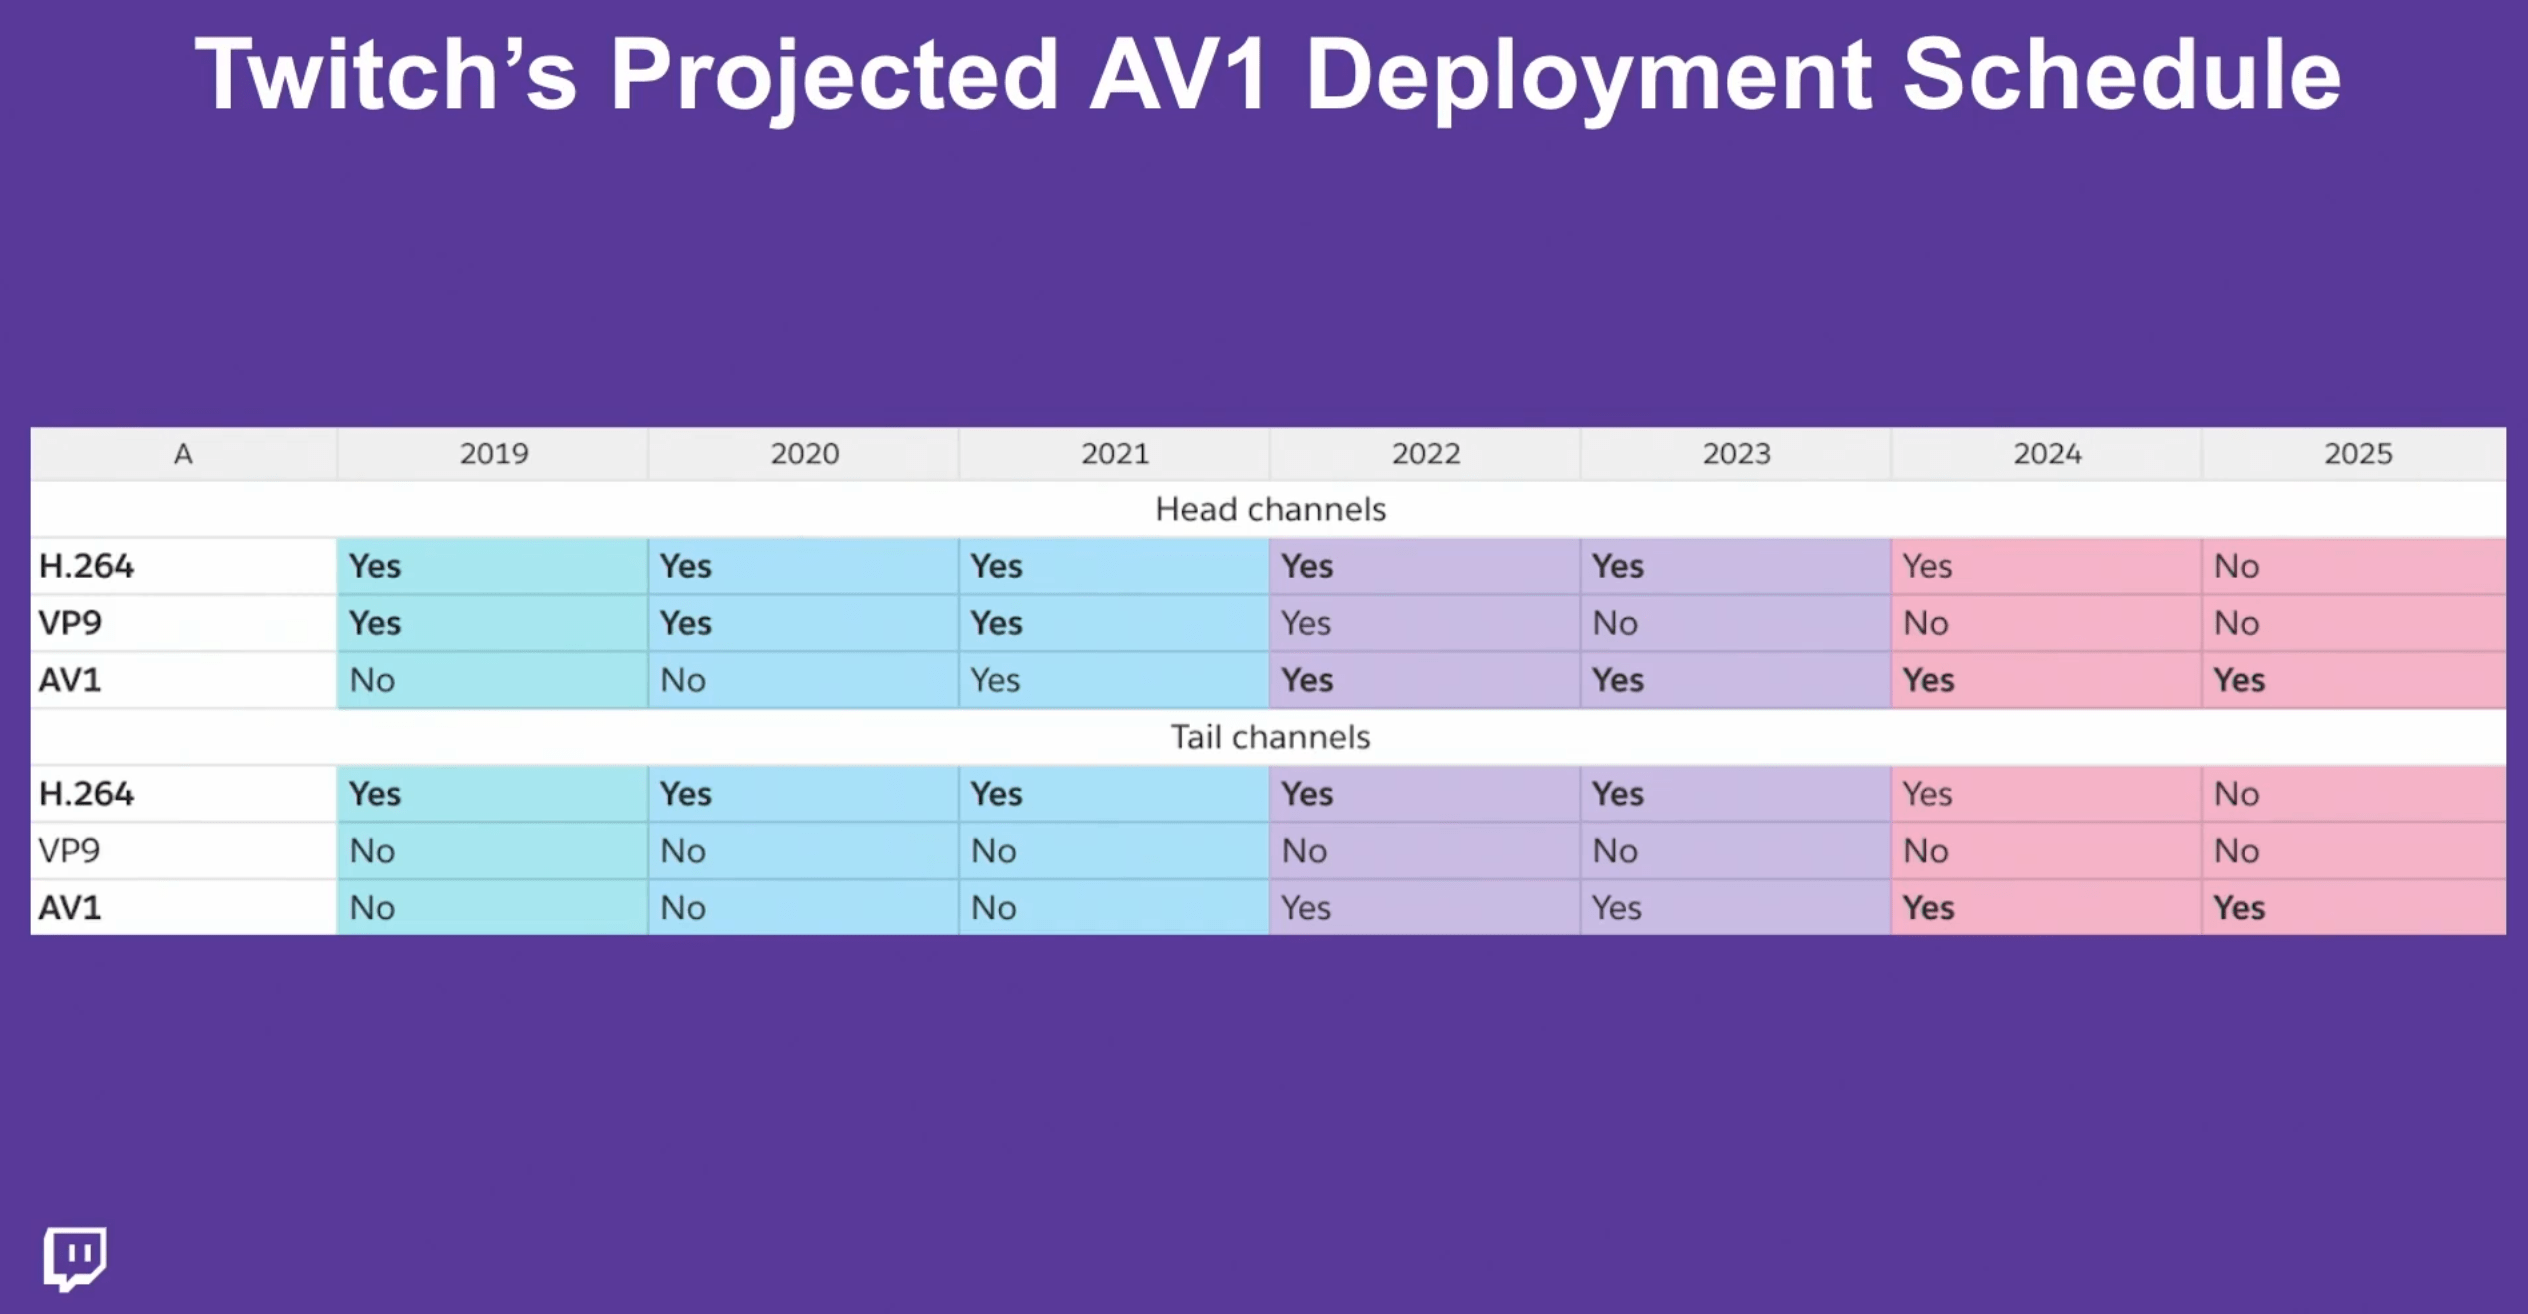 Twitch’s Projected AV1 Deployment Schedule
A 2019 2020 2021 2022 2023 2024 2025
Head channels
H.264 Yes Yes Yes Yes Yes Yes No
VP9 Yes Yes Yes Yes No No No
AV1 No No Yes Yes Yes Yes Yes
Tail channels
H.264 Yes Yes Yes Yes Yes Yes No
VP9 No No No No No No No
AV1 No No No Yes Yes Yes Yes